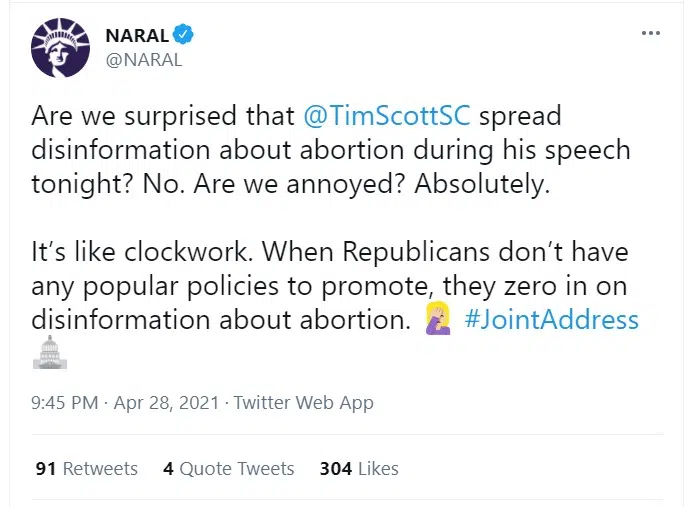 NARAL
@NARAL
Are we surprised that @TimScottSC spread
disinformation about abortion during his speech
tonight? No. Are we annoyed? Absolutely.
It’s like clockwork. When Republicans don’t have
any popular policies to promote, they zero in on
disinformation about abortion. 🤦🏼‍♀️ #JointAddress
9:45 PM · Apr 28, 2021 · Twitter Web App
91 Retweets 4 Quote Tweets 304 Likes